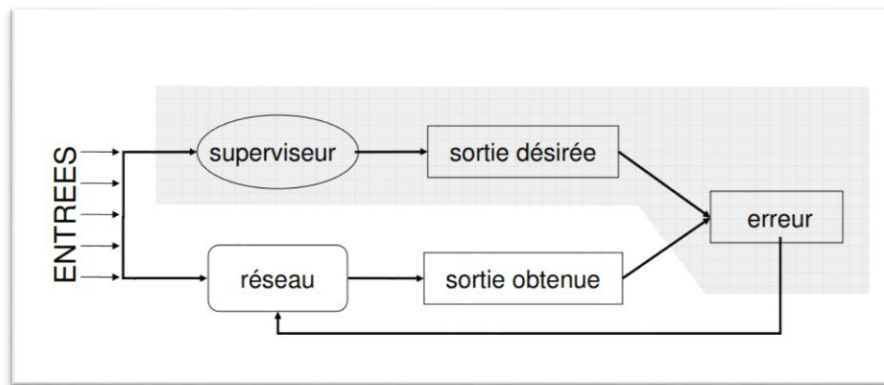 ENTREES
superviseur
sortie désirée
erreur
réseau
sortie obtenue